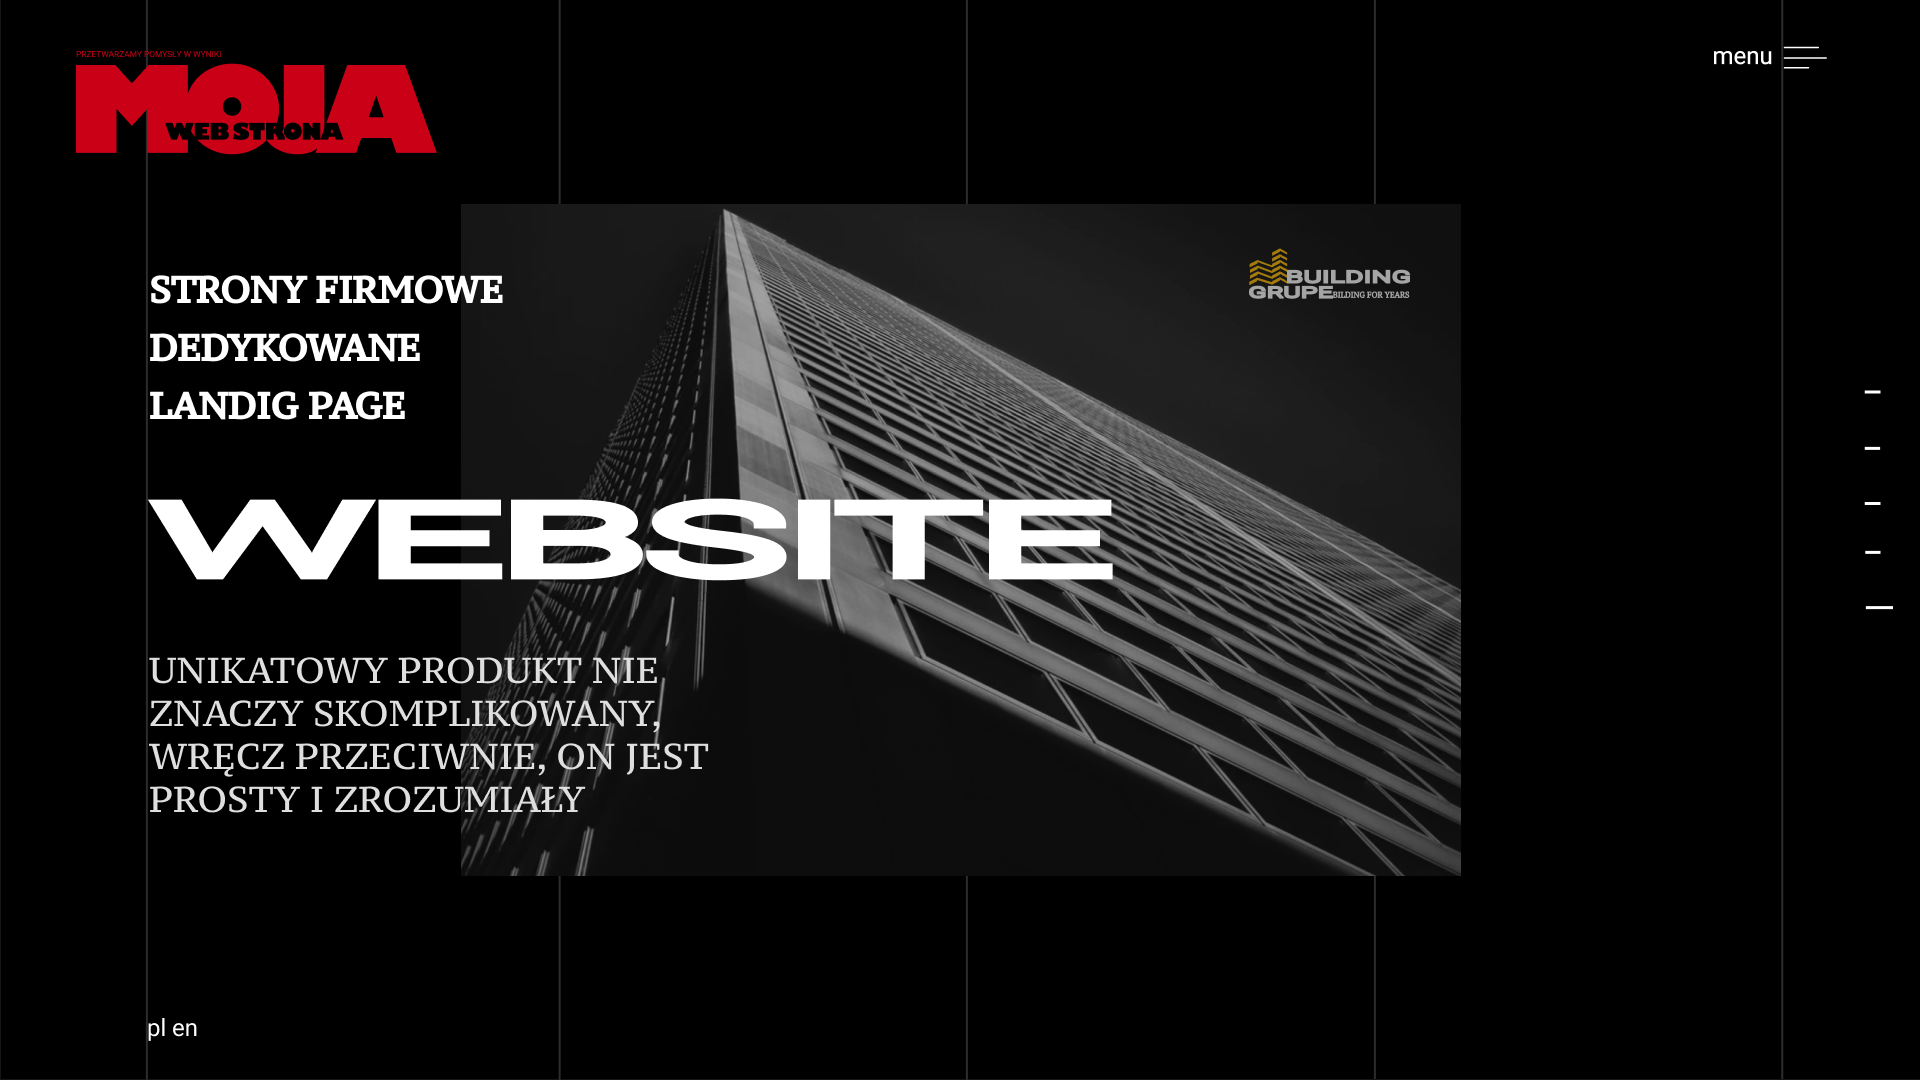 PRZETWARZAMY POMYSŁY W WYNIKI
MOJA
WEB STRONA
menu
BUILDING
GRUPE BILDING FOR YEARS
STRONY FIRMOWE
DEDYKOWANE
LANDIG PAGE
WEBSITE
UNIKATOWY PRODUKT NIE
ZNACZY SKOMPLIKOWANY,
WRĘCZ PRZECIWNIE, ON JEST
PROSTY I ZROZUMIAŁY
pl en